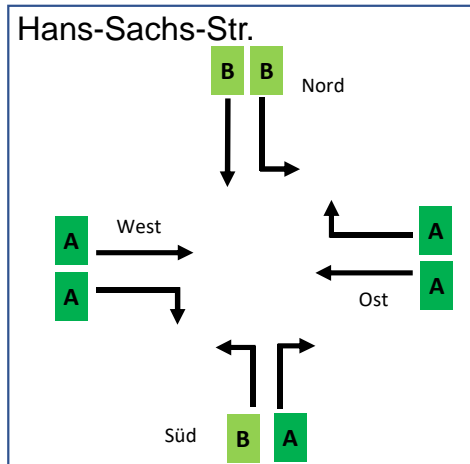 Hans-Sachs-Str.
B B
Nord
A West
A
A
A
Ost
Süd B A